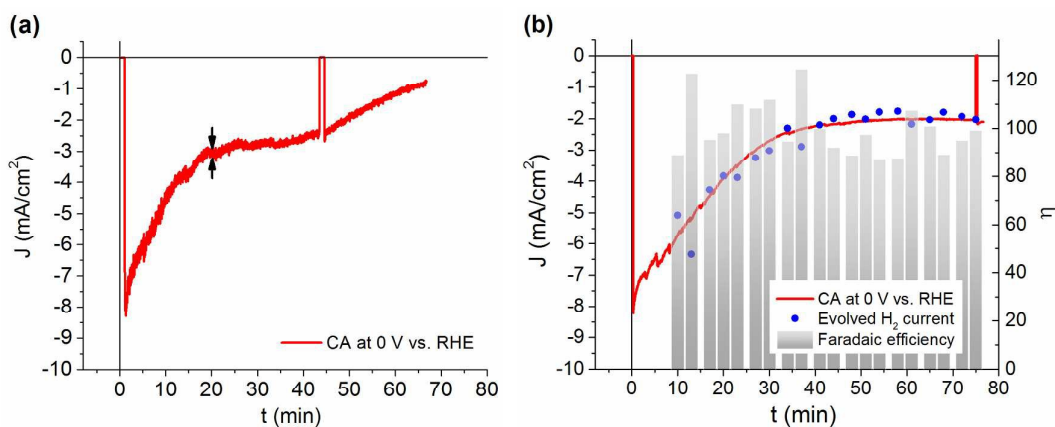 (a)
0
-1
-2
-3
-4
-5
-6
-7
-8
-9
-10
J (mA/cm²)
CA at 0 V vs. RHE
0 10 20 30 40 50 60 70 80
t (min)
(b)
0
-1
-2
-3
-4
-5
-6
-7
-8
-9
-10
J (mA/cm²)
CA at 0 V vs. RHE
Evolved H₂ current
Faradaic efficiency
120
100
80
60
40
20
0
η
0 10 20 30 40 50 60 70 80
t (min)